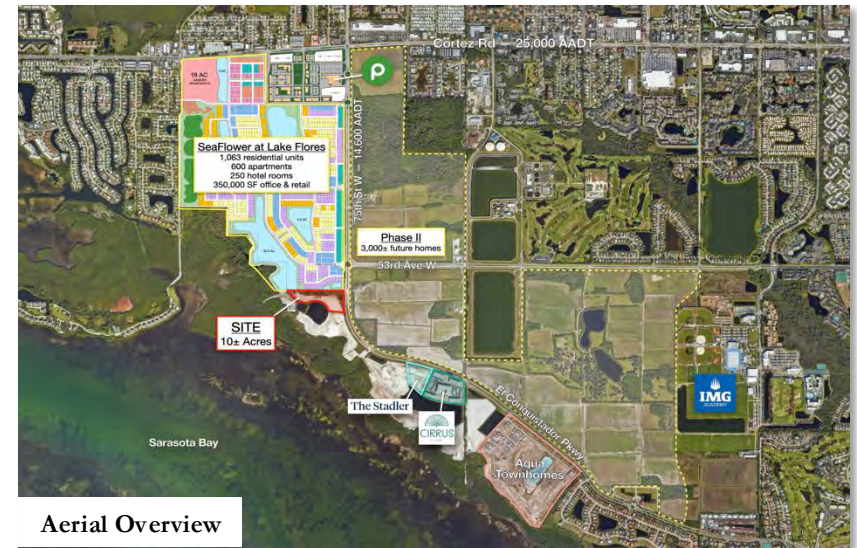 Cortez Rd – 25,000 AADT
18 AC
p
SeaFlower at Lake Flores
1,063 residential units
600 apartments
250 hotel rooms
350,000 SF office & retail
75th St W – 14,600 AADT
Phase II
3,000± future homes
53rd Ave W
SITE
10± Acres
IMG
ACADEMY
The Stadler
CIRRUS
El Conquistador Pkwy
Sarasota Bay
Aqua
Townhomes
Aerial Overview